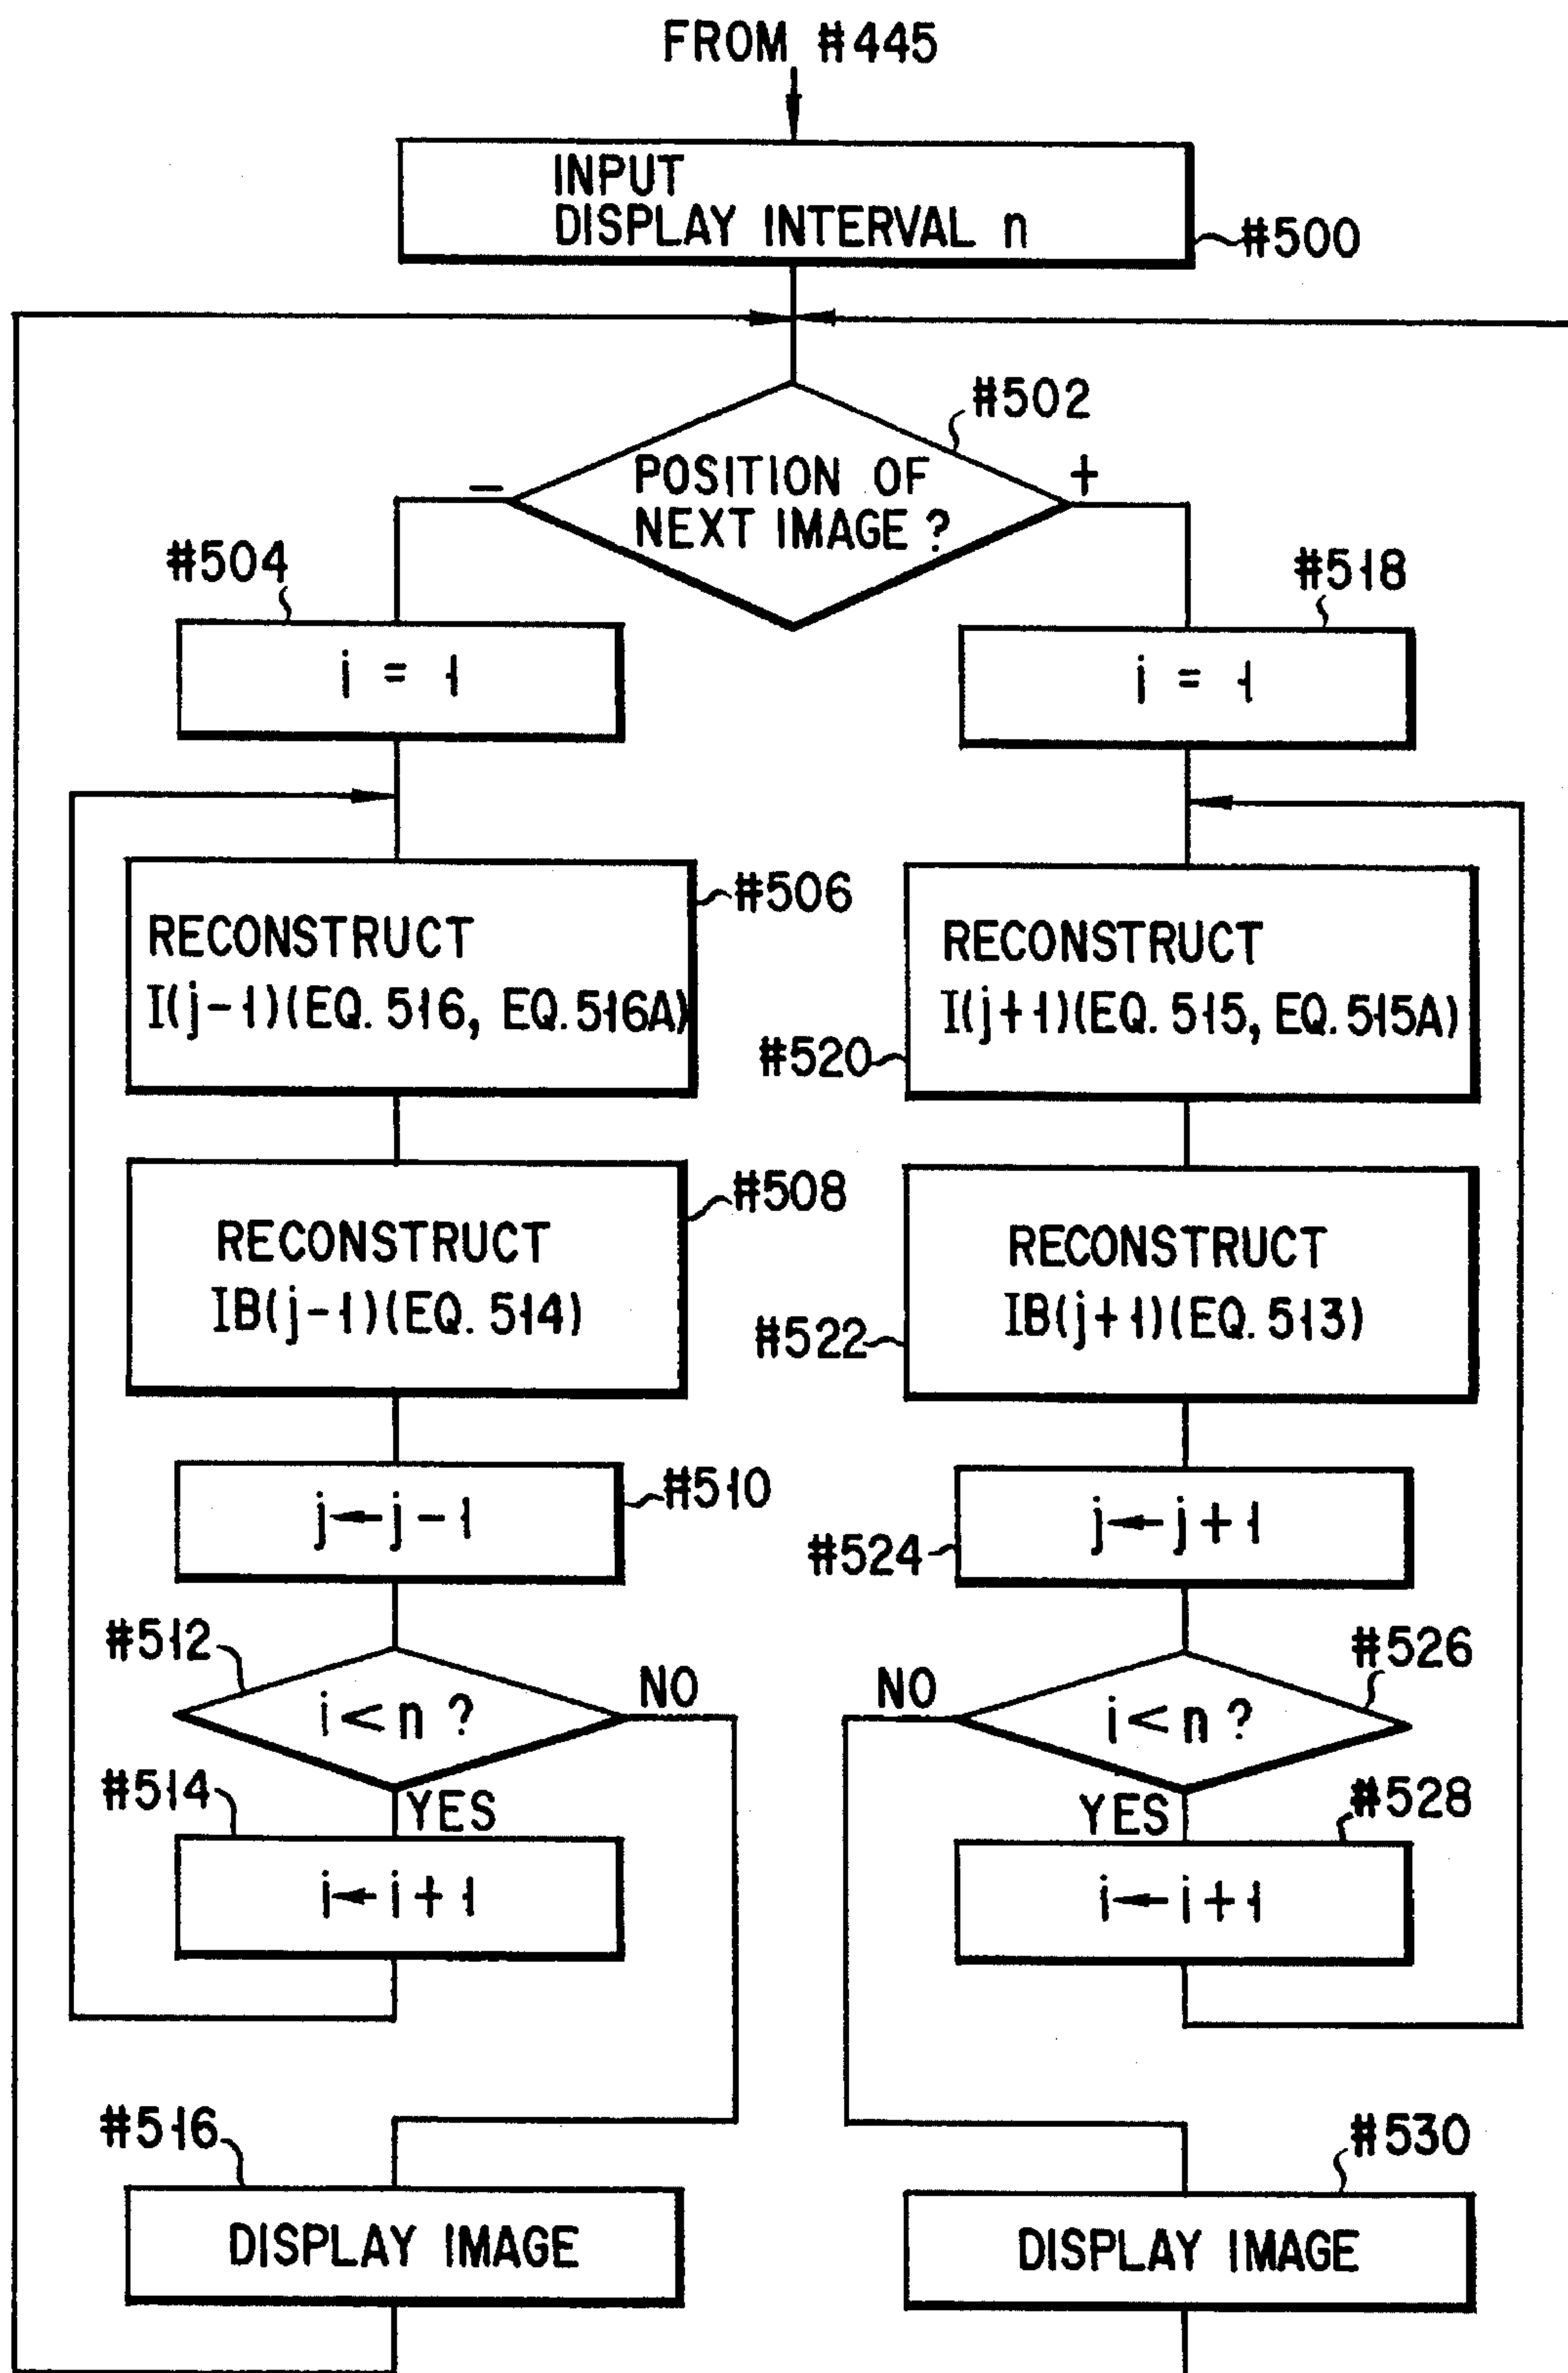 FROM #445
INPUT
DISPLAY INTERVAL n
#500
#502
POSITION OF
NEXT IMAGE ?
−
+
#504
i = 1
#518
i = 1
#506
RECONSTRUCT
I(j−1)(EQ. 516, EQ. 516A)
RECONSTRUCT
I(j+1)(EQ. 515, EQ. 515A)
#520
#508
RECONSTRUCT
IB(j−1)(EQ. 514)
RECONSTRUCT
IB(j+1)(EQ. 513)
#522
#510
j←j−1
j←j+1
#524
#512
i<n ?
NO
YES
#526
i<n ?
NO
YES
#514
i←i+1
#528
i←i+1
#516
DISPLAY IMAGE
#530
DISPLAY IMAGE